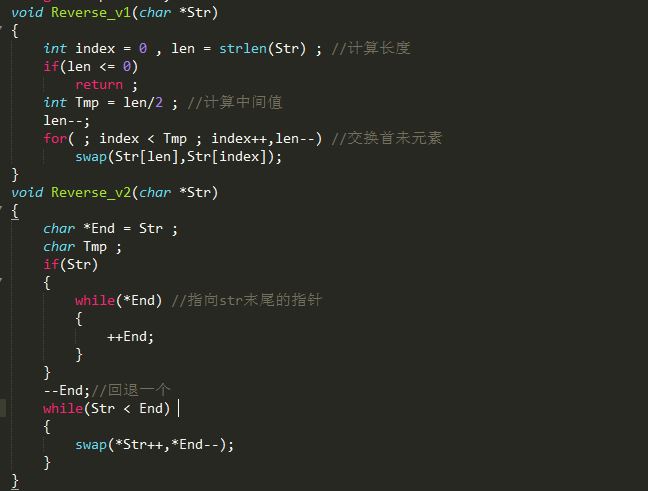 void Reverse_v1(char *Str)
{
int index = 0 , len = strlen(Str) ; //计算长度
if(len <= 0)
return ;
int Tmp = len/2 ; //计算中间值
len--;
for( ; index < Tmp ; index++,len--) //交换首未元素
swap(Str[len],Str[index]);
}
void Reverse_v2(char *Str)
{
char *End = Str ;
char Tmp ;
if(Str)
{
while(*End) //指向str末尾的指针
{
++End;
}
}
--End;//回退一个
while(Str < End)
{
swap(*Str++,*End--);
}
}